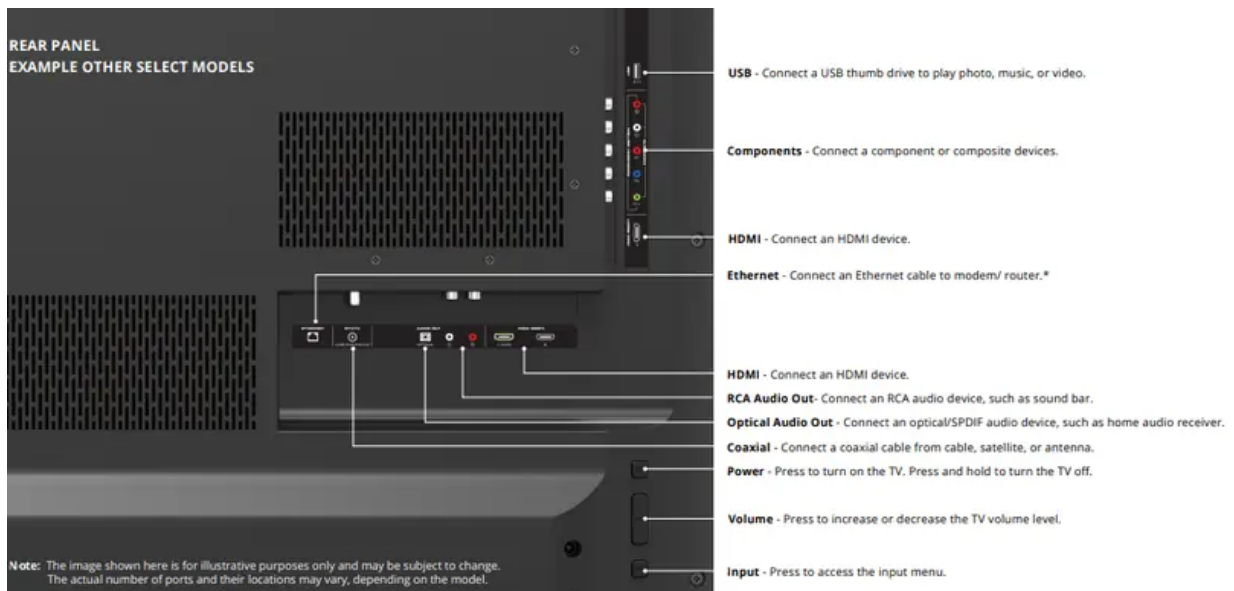 REAR PANEL
EXAMPLE OTHER SELECT MODELS
USB - Connect a USB thumb drive to play photo, music, or video.
Components - Connect a component or composite devices.
HDMI - Connect an HDMI device.
Ethernet - Connect an Ethernet cable to modem/ router.*
HDMI - Connect an HDMI device.
RCA Audio Out- Connect an RCA audio device, such as sound bar.
Optical Audio Out - Connect an optical/SPDIF audio device, such as home audio receiver.
Coaxial - Connect a coaxial cable from cable, satellite, or antenna.
Power - Press to turn on the TV. Press and hold to turn the TV off.
Volume - Press to increase or decrease the TV volume level.
Input - Press to access the input menu.
Note: The image shown here is for illustrative purposes only and may be subject to change.
The actual number of ports and their locations may vary, depending on the model.